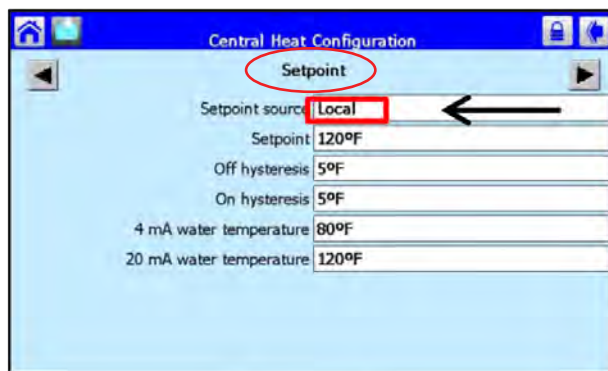 Central Heat Configuration
Setpoint
Setpoint source Local
Setpoint 120ºF
Off hysteresis 5ºF
On hysteresis 5ºF
4 mA water temperature 80ºF
20 mA water temperature 120ºF